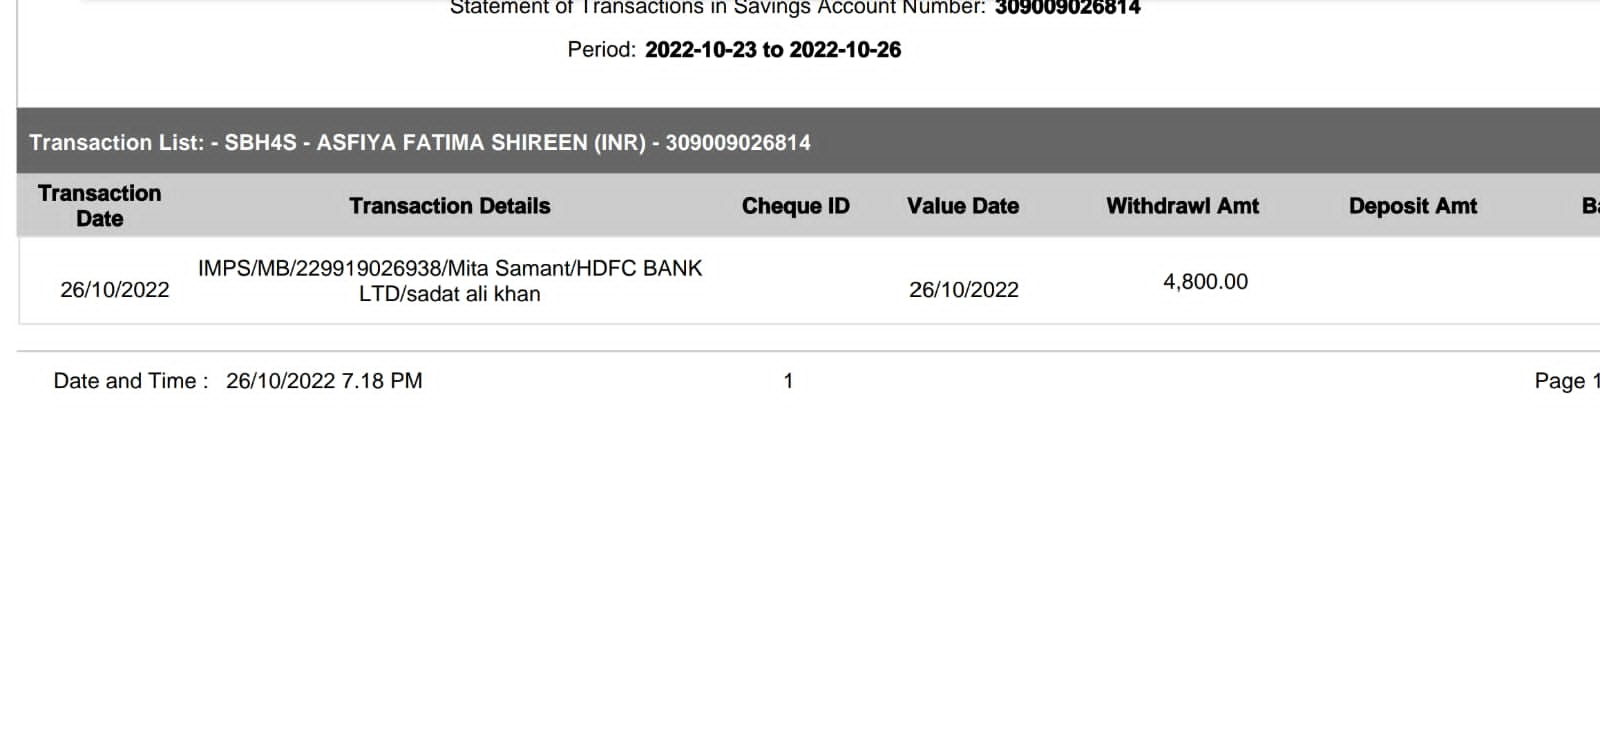 Statement of Transactions in Savings Account Number: 309009026814
Period: 2022-10-23 to 2022-10-26
Transaction List: - SBH4S - ASFIYA FATIMA SHIREEN (INR) - 309009026814
Transaction Date Transaction Details Cheque ID Value Date Withdrawl Amt Deposit Amt
26/10/2022 IMPS/MB/229919026938/Mita Samant/HDFC BANK
LTD/sadat ali khan 26/10/2022 4,800.00
Date and Time : 26/10/2022 7.18 PM 1 Page 1